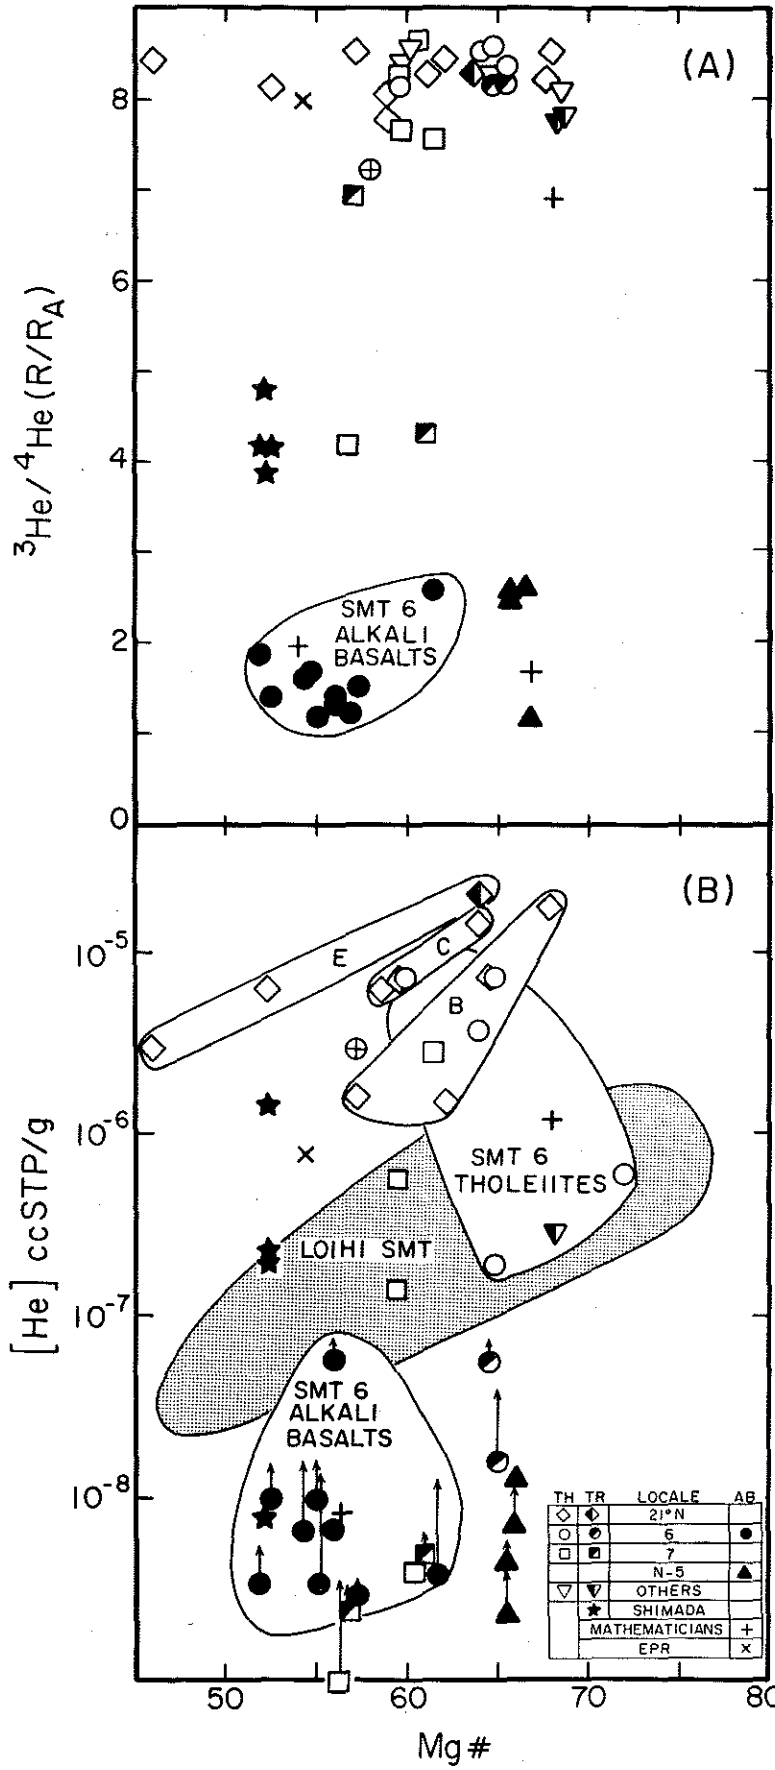 (A)
8
6
4
2
0
³He/⁴He (R/R_A)
SMT 6
ALKALI
BASALTS
(B)
E
C
B
10⁻⁵
10⁻⁶
10⁻⁷
10⁻⁸
[He] ccSTP/g
SMT 6
THOLEIITES
LOIHI SMT
SMT 6
ALKALI
BASALTS
TH TR LOCALE AB
21°N
6
7
N-5
OTHERS
SHIMADA
MATHEMATICIANS +
EPR ×
50 60 70 80
Mg#